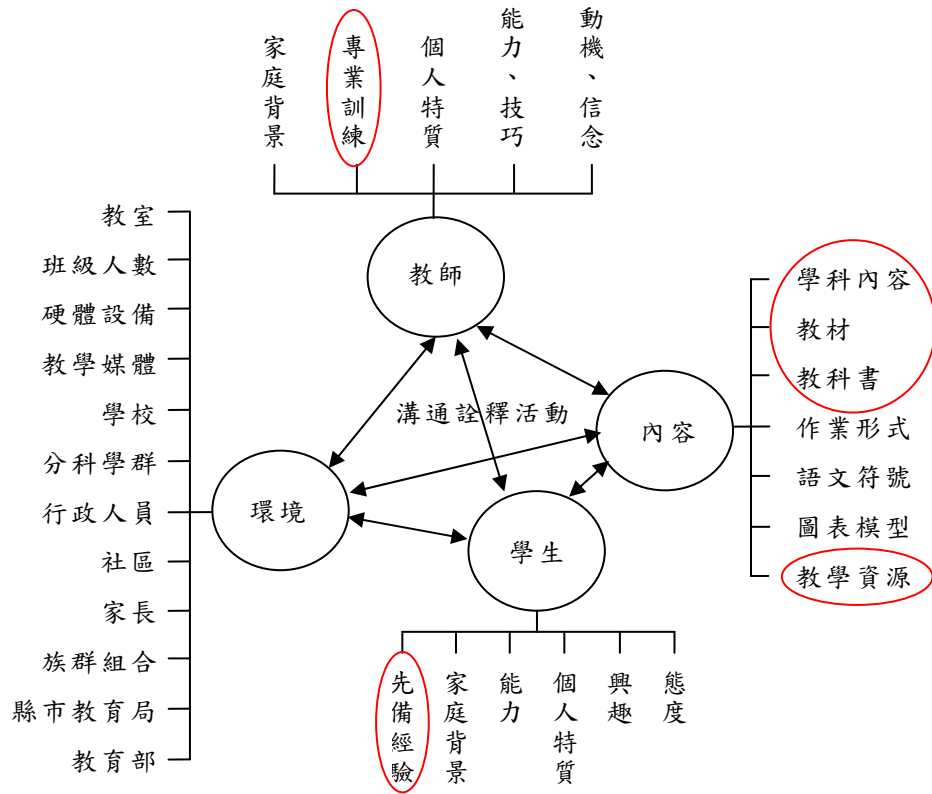 家庭背景
專業訓練
個人特質
能力、技巧
動機、信念
教室
班級人數
硬體設備
教學媒體
學校
分科學群
行政人員
社區
家長
族群組合
縣市教育局
教育部
教師
溝通詮釋活動
環境
內容
學生
學科內容
教材
教科書
作業形式
語文符號
圖表模型
教學資源
先備經驗
家庭背景
能力
個人特質
興趣
態度